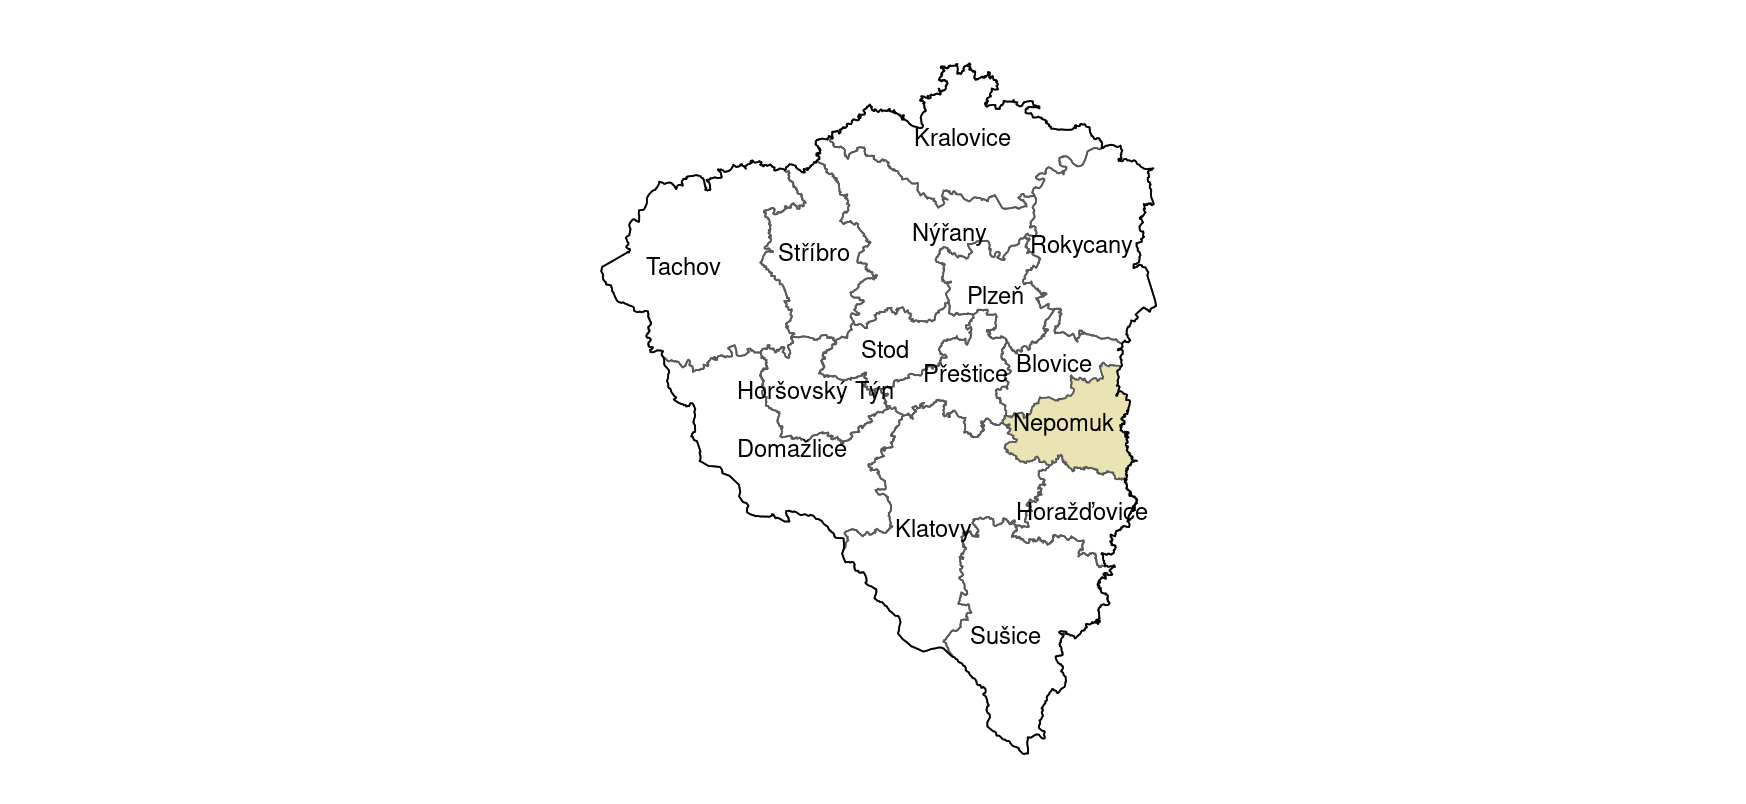 Kralovice
Nýřany
Rokycany
Stříbro
Tachov
Plzeň
Stod
Blovice
Přeštice
Horšovský Týn
Nepomuk
Domažlice
Horažďovice
Klatovy
Sušice